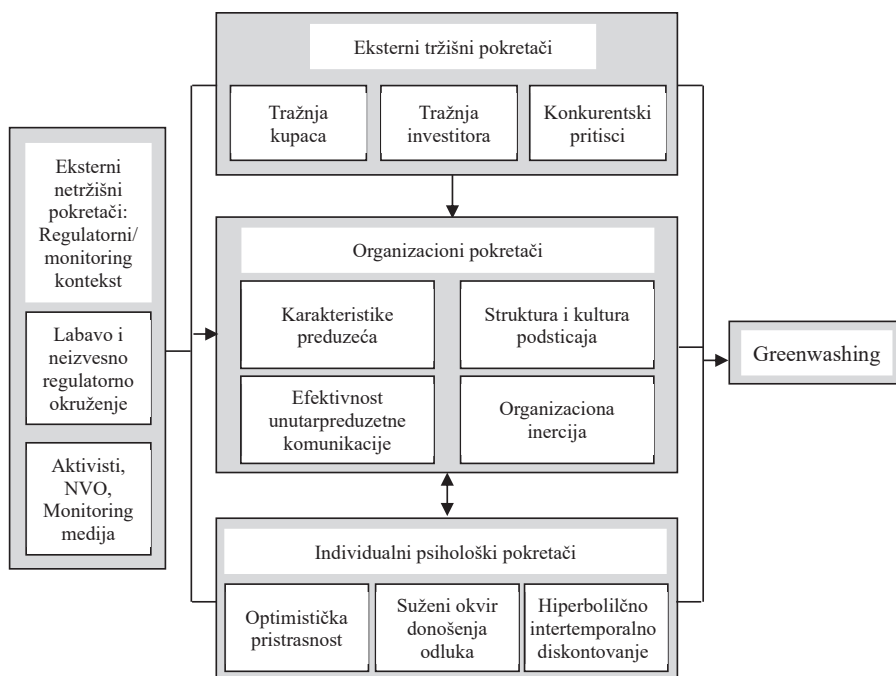 Eksterni tržišni pokretači
Tražnja
kupaca
Tražnja
investitora
Konkurentski
pritisci
Eksterni
netržišni
pokretači:
Regulatorni/
monitoring
kontekst
Labavo i
neizvesno
regulatorno
okruženje
Aktivisti,
NVO,
Monitoring
medija
Organizacioni pokretači
Karakteristike
preduzeća
Struktura i kultura
podsticaja
Efektivnost
unutarpreduzetne
komunikacije
Organizaciona
inercija
Individualni psihološki pokretači
Optimistička
pristrasnost
Suženi okvir
donošenja
odluka
Hiperbolilčno
intertemporalno
diskontovanje
Greenwashing